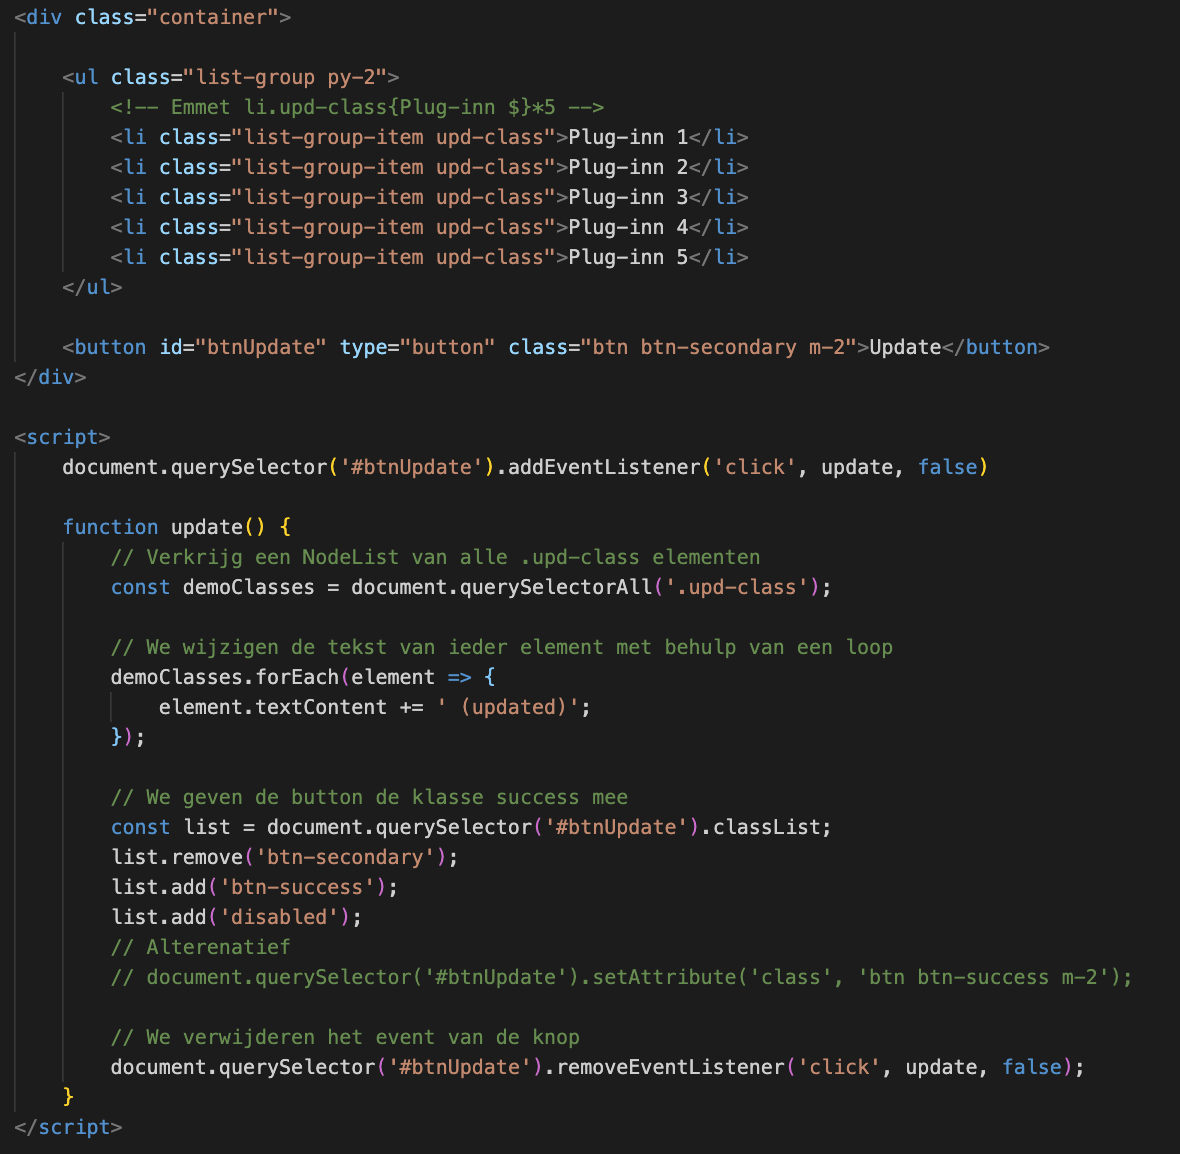 <div class="container">
<ul class="list-group py-2">
<!-- Emmet li.upd-class{Plug-inn $}*5 -->
<li class="list-group-item upd-class">Plug-inn 1</li>
<li class="list-group-item upd-class">Plug-inn 2</li>
<li class="list-group-item upd-class">Plug-inn 3</li>
<li class="list-group-item upd-class">Plug-inn 4</li>
<li class="list-group-item upd-class">Plug-inn 5</li>
</ul>
<button id="btnUpdate" type="button" class="btn btn-secondary m-2">Update</button>
</div>
<script>
document.querySelector('#btnUpdate').addEventListener('click', update, false)
function update() {
// Verkrijg een NodeList van alle .upd-class elementen
const demoClasses = document.querySelectorAll('.upd-class');
// We wijzigen de tekst van ieder element met behulp van een loop
demoClasses.forEach(element => {
element.textContent += ' (updated)';
});
// We geven de button de klasse success mee
const list = document.querySelector('#btnUpdate').classList;
list.remove('btn-secondary');
list.add('btn-success');
list.add('disabled');
// Alterenatief
// document.querySelector('#btnUpdate').setAttribute('class', 'btn btn-success m-2');
// We verwijderen het event van de knop
document.querySelector('#btnUpdate').removeEventListener('click', update, false);
}
</script>